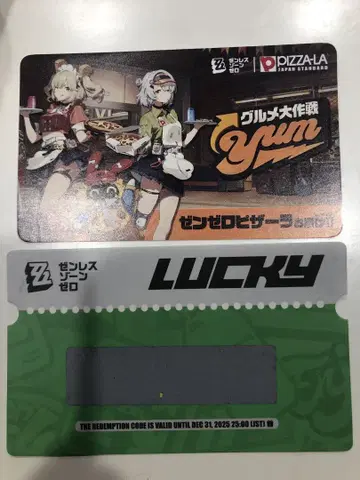 ゼンレス
ゾーン
ゼロ
PIZZA-LA
JAPAN STANDARD
グルメ大作戦
Yum
ゼンゼロピザーラ
ゼンレス
ゾーン
ゼロ
LUCKY
THE REDEMPTION CODE IS VALID UNTIL DEC 31, 2025 25:00 (JST)